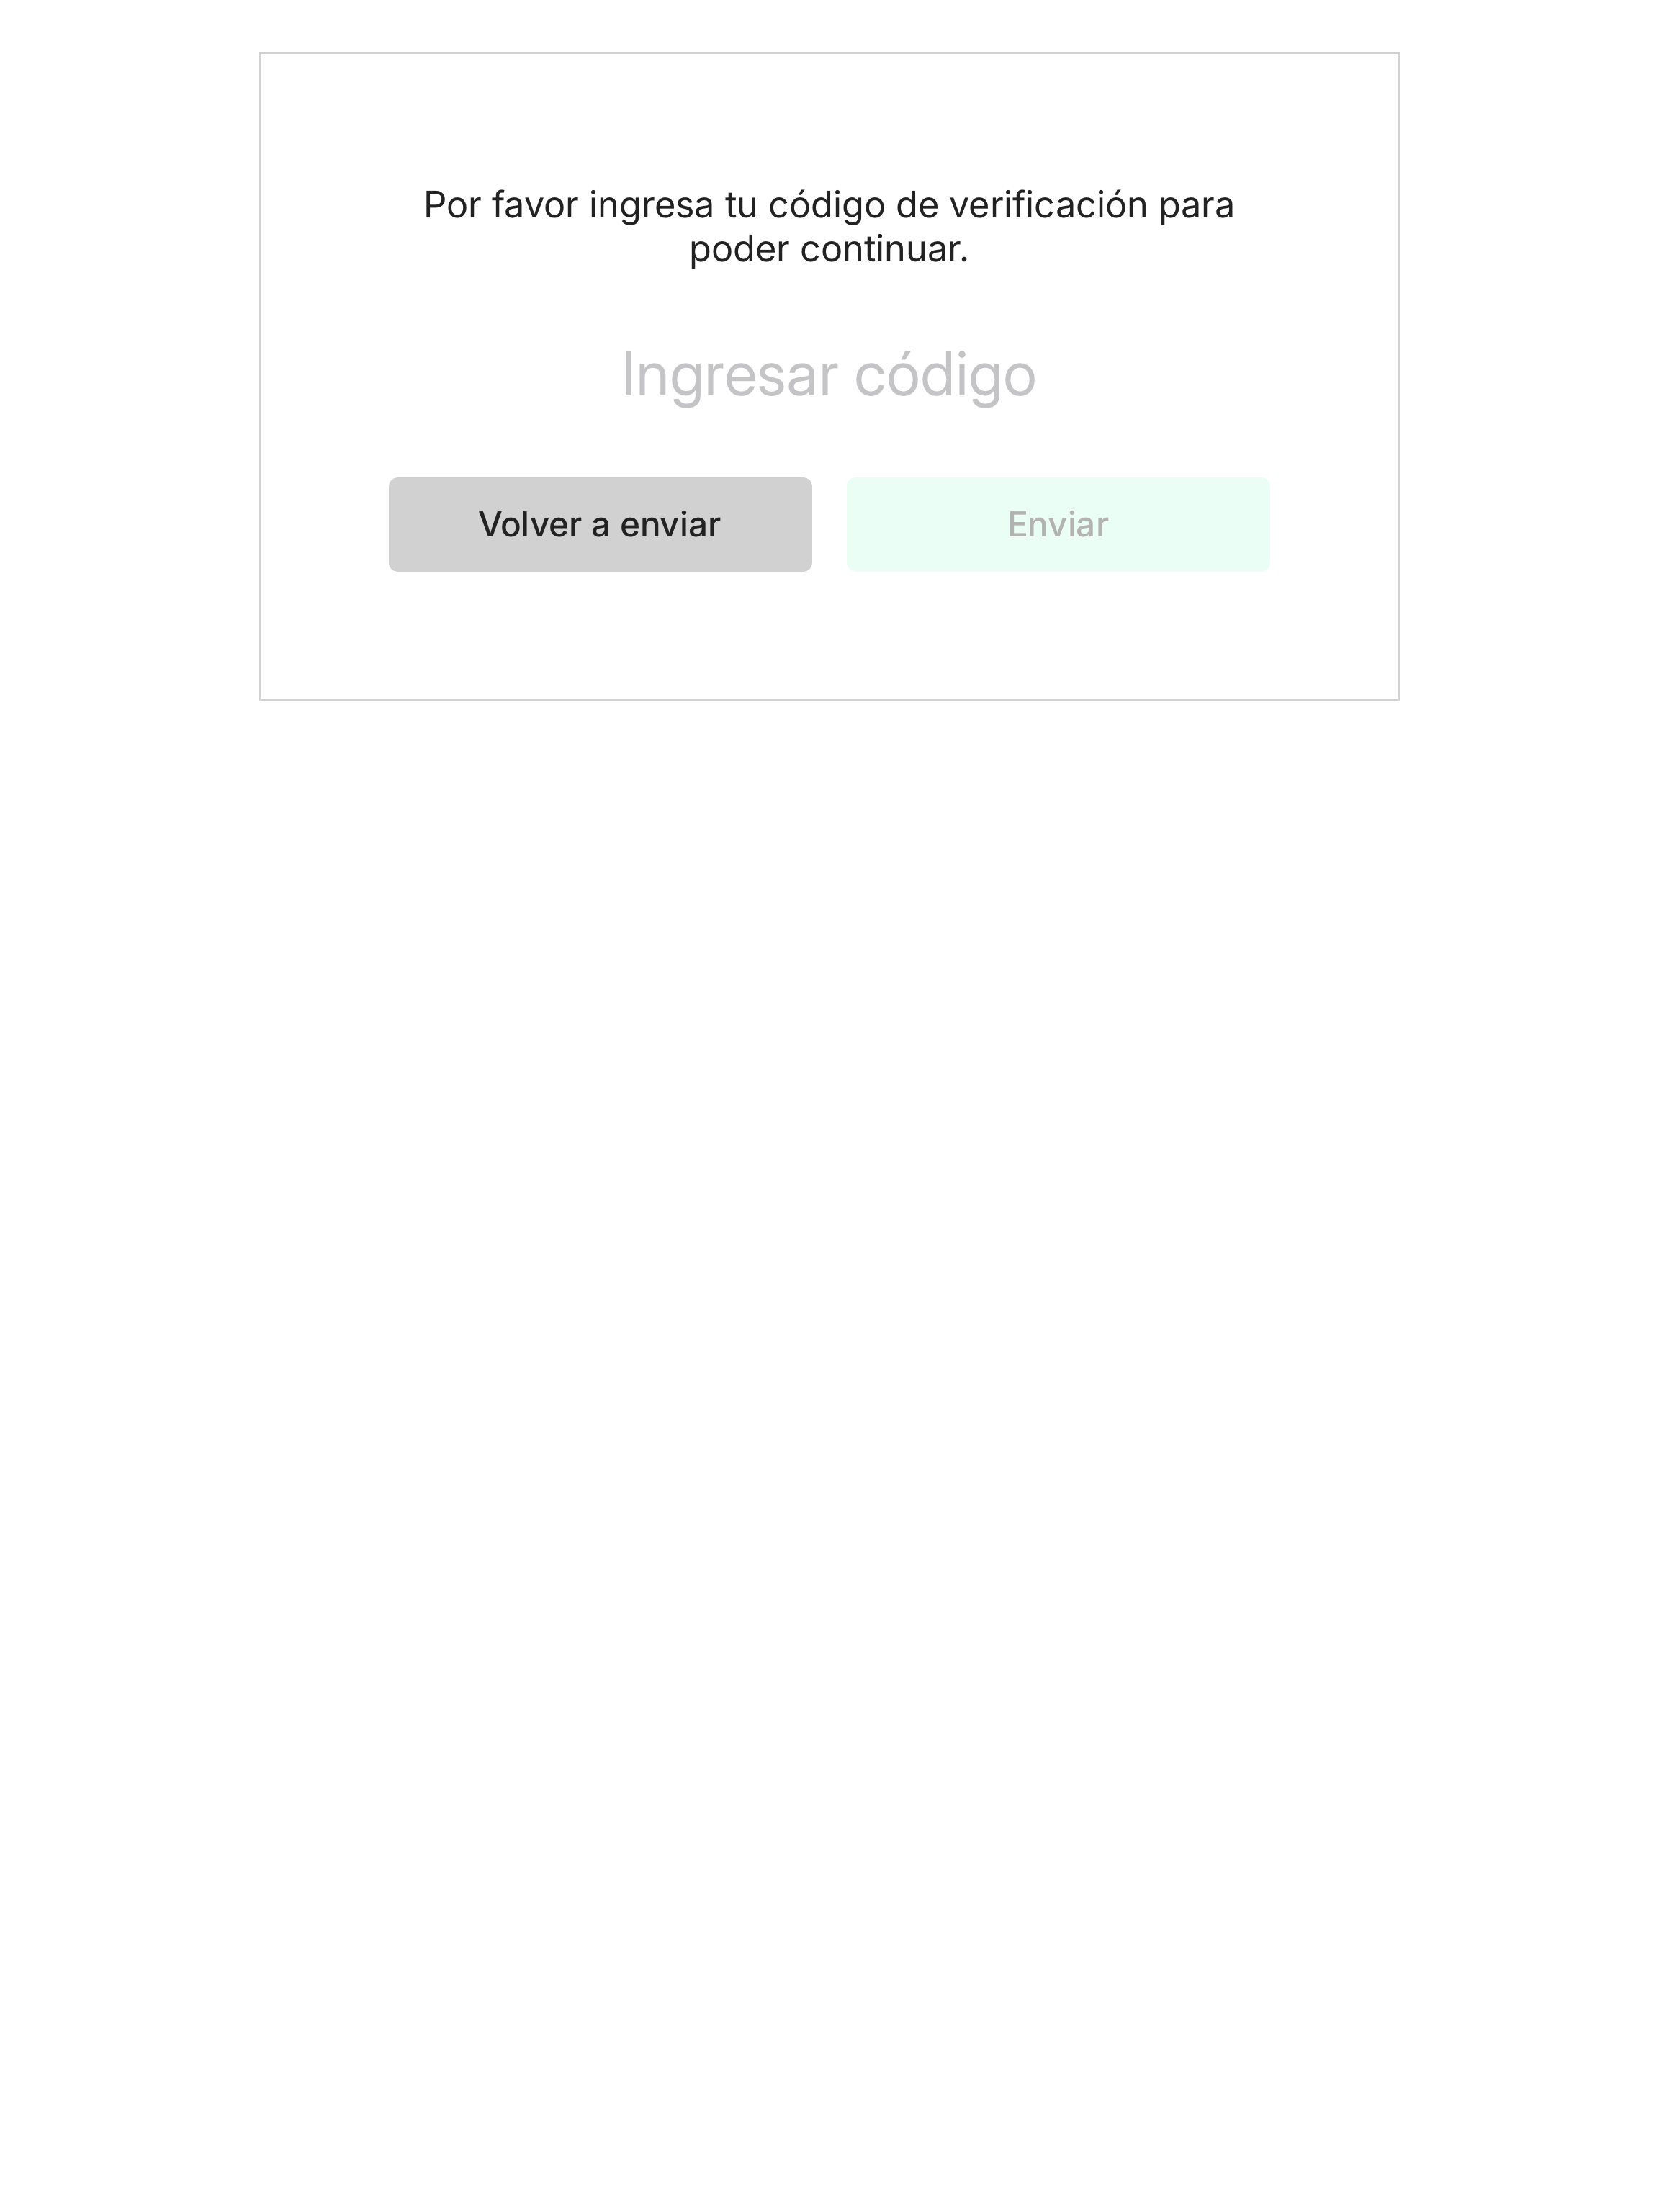 Por favor ingresa tu código de verificación para
poder continuar.
Ingresar código
Volver a enviar
Enviar